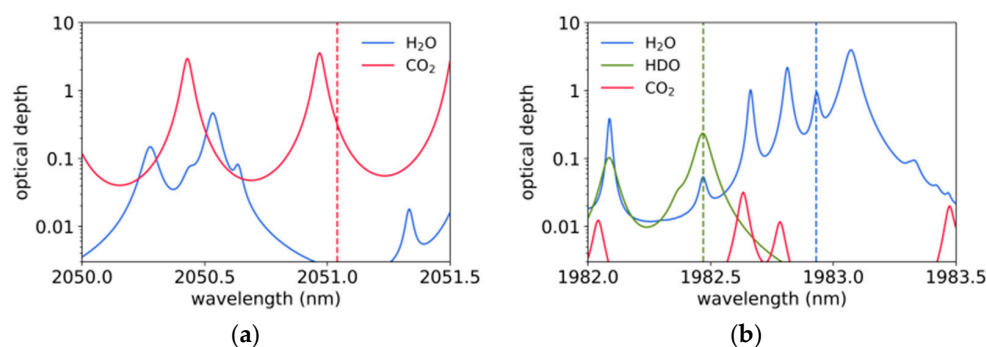 10
1
0.1
0.01
optical depth
H₂O
CO₂
2050.0 2050.5 2051.0 2051.5
wavelength (nm)
(a)
10
1
0.1
0.01
optical depth
H₂O
HDO
CO₂
1982.0 1982.5 1983.0 1983.5
wavelength (nm)
(b)